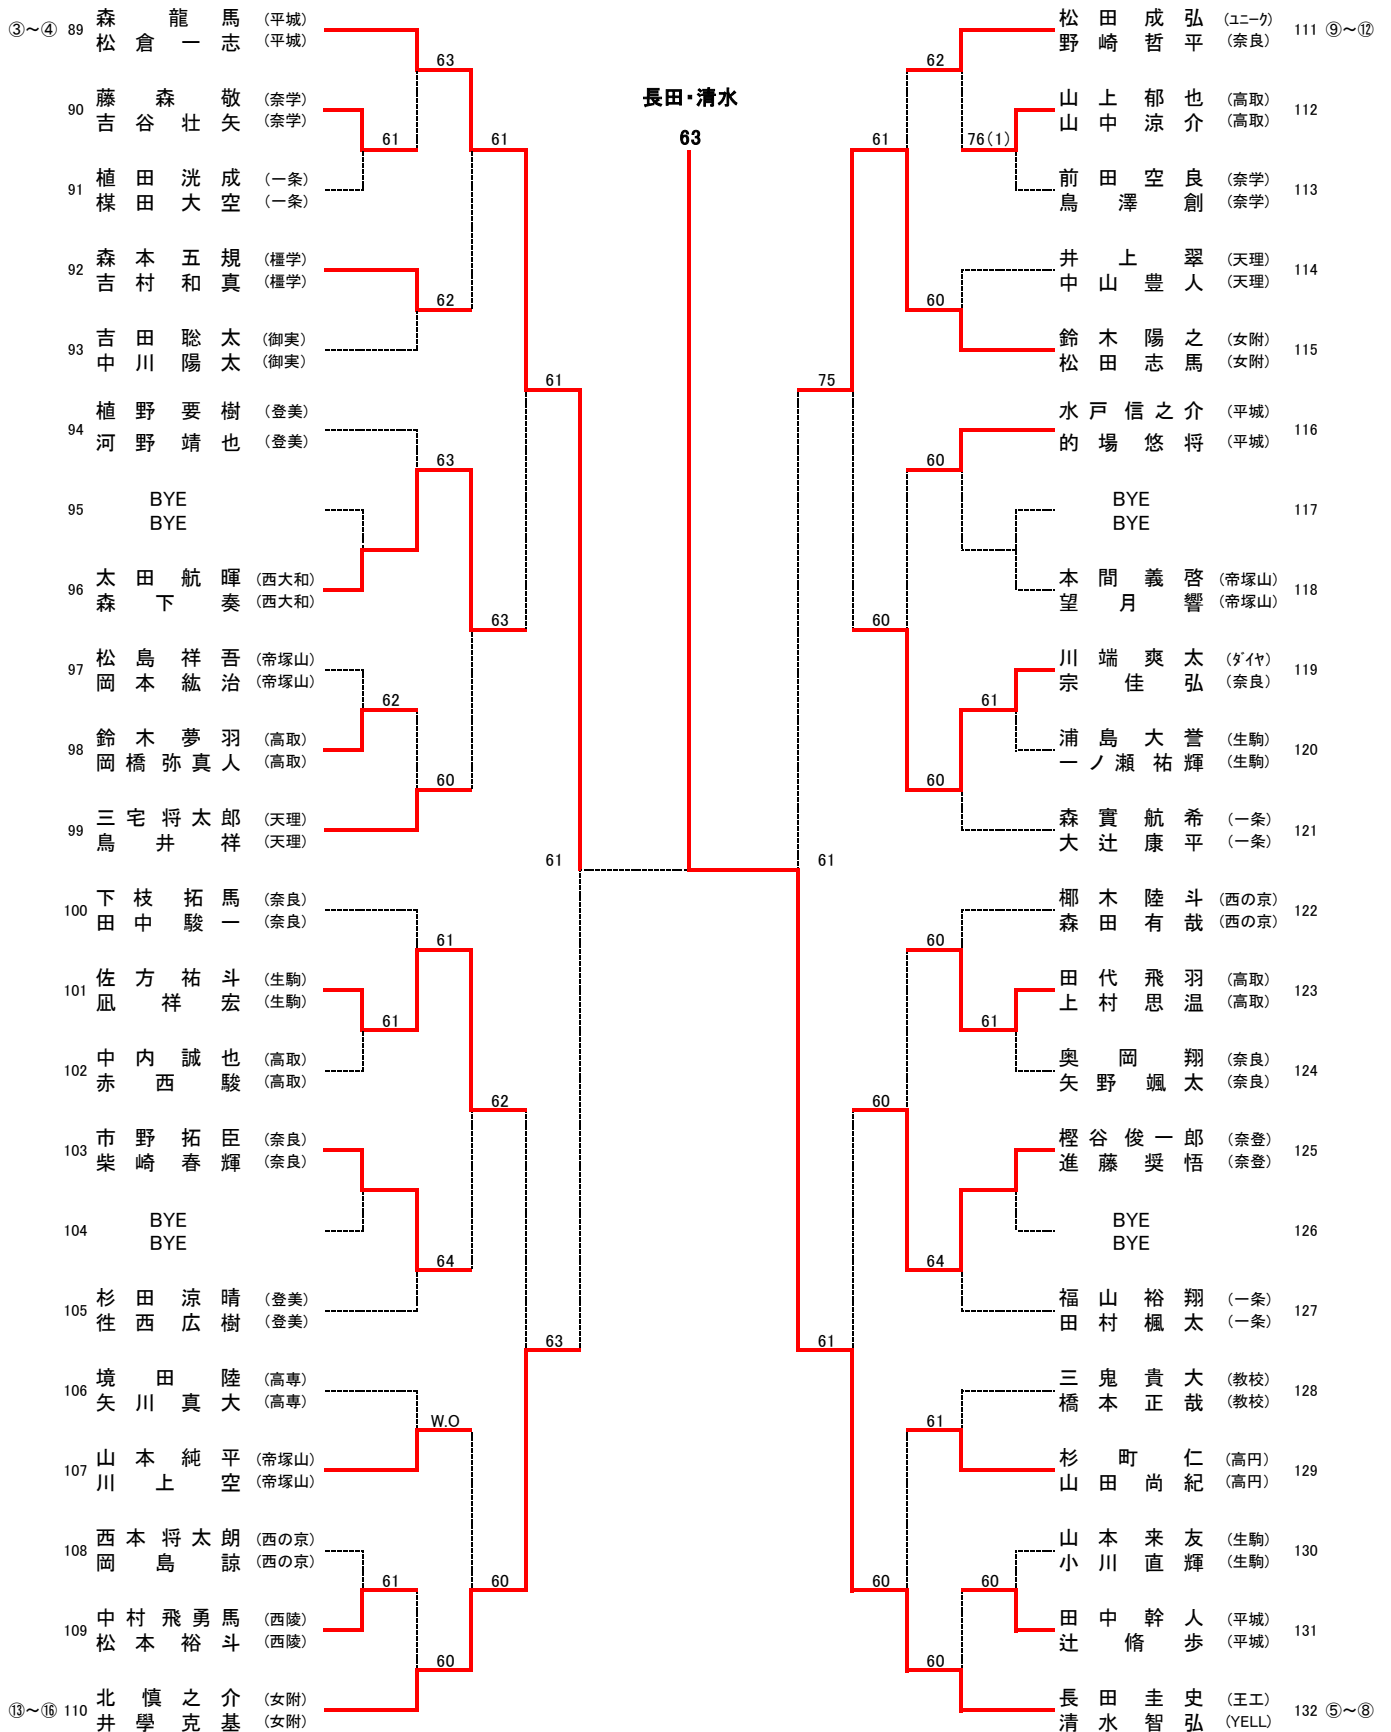 長田・清水
63
③～④ 89 森 龍 馬 (平城)
松 倉 一 志 (平城)
63
90 藤 森 敬 (奈学)
吉 谷 壮 矢 (奈学)
61
61
91 植 田 洸 成 (一条)
楳 田 大 空 (一条)
92 森 本 五 規 (橿学)
吉 村 和 真 (橿学)
62
93 吉 田 聡 太 (御実)
中 川 陽 太 (御実)
61
94 植 野 要 樹 (登美)
河 野 靖 也 (登美)
63
95 BYE
BYE
96 太 田 航 暉 (西大和)
森 下 奏 (西大和)
63
97 松 島 祥 吾 (帝塚山)
岡 本 紘 治 (帝塚山)
62
98 鈴 木 夢 羽 (高取)
岡 橋 弥 真 人 (高取)
60
99 三 宅 将 太 郎 (天理)
鳥 井 祥 (天理)
61
100 下 枝 拓 馬 (奈良)
田 中 駿 一 (奈良)
61
101 佐 方 祐 斗 (生駒)
凪 祥 宏 (生駒)
61
102 中 内 誠 也 (高取)
赤 西 駿 (高取)
62
103 市 野 拓 臣 (奈良)
柴 崎 春 輝 (奈良)
104 BYE
BYE
64
105 杉 田 涼 晴 (登美)
徃 西 広 樹 (登美)
63
106 境 田 陸 (高専)
矢 川 真 大 (高専)
W.O
107 山 本 純 平 (帝塚山)
川 上 空 (帝塚山)
108 西 本 将 太 朗 (西の京)
岡 島 諒 (西の京)
61
60
109 中 村 飛 勇 馬 (西陵)
松 本 裕 斗 (西陵)
60
⑬～⑯ 110 北 慎 之 介 (女附)
井 學 克 基 (女附)
松 田 成 弘 (ユニーク) 111 ⑨～⑫
野 崎 哲 平 (奈良)
62
山 上 郁 也 (高取) 112
山 中 涼 介 (高取)
61
76(1)
前 田 空 良 (奈学) 113
鳥 澤 創 (奈学)
井 上 翠 (天理) 114
中 山 豊 人 (天理)
60
鈴 木 陽 之 (女附) 115
松 田 志 馬 (女附)
75
水 戸 信 之 介 (平城) 116
的 場 悠 将 (平城)
60
BYE 117
BYE
本 間 義 啓 (帝塚山) 118
望 月 響 (帝塚山)
60
川 端 爽 太 (ダイヤ) 119
宗 佳 弘 (奈良)
61
浦 島 大 誉 (生駒) 120
一 ノ 瀬 祐 輝 (生駒)
60
森 實 航 希 (一条) 121
大 辻 康 平 (一条)
61
椰 木 陸 斗 (西の京) 122
森 田 有 哉 (西の京)
60
田 代 飛 羽 (高取) 123
上 村 思 温 (高取)
61
奥 岡 翔 (奈良) 124
矢 野 颯 太 (奈良)
60
樫 谷 俊 一 郎 (奈登) 125
進 藤 奨 悟 (奈登)
BYE 126
BYE
64
福 山 裕 翔 (一条) 127
田 村 楓 太 (一条)
61
三 鬼 貴 大 (教校) 128
橋 本 正 哉 (教校)
61
杉 町 仁 (高円) 129
山 田 尚 紀 (高円)
山 本 来 友 (生駒) 130
小 川 直 輝 (生駒)
60
60
田 中 幹 人 (平城) 131
辻 脩 歩 (平城)
60
長 田 圭 史 (王工) 132 ⑤～⑧
清 水 智 弘 (YELL)